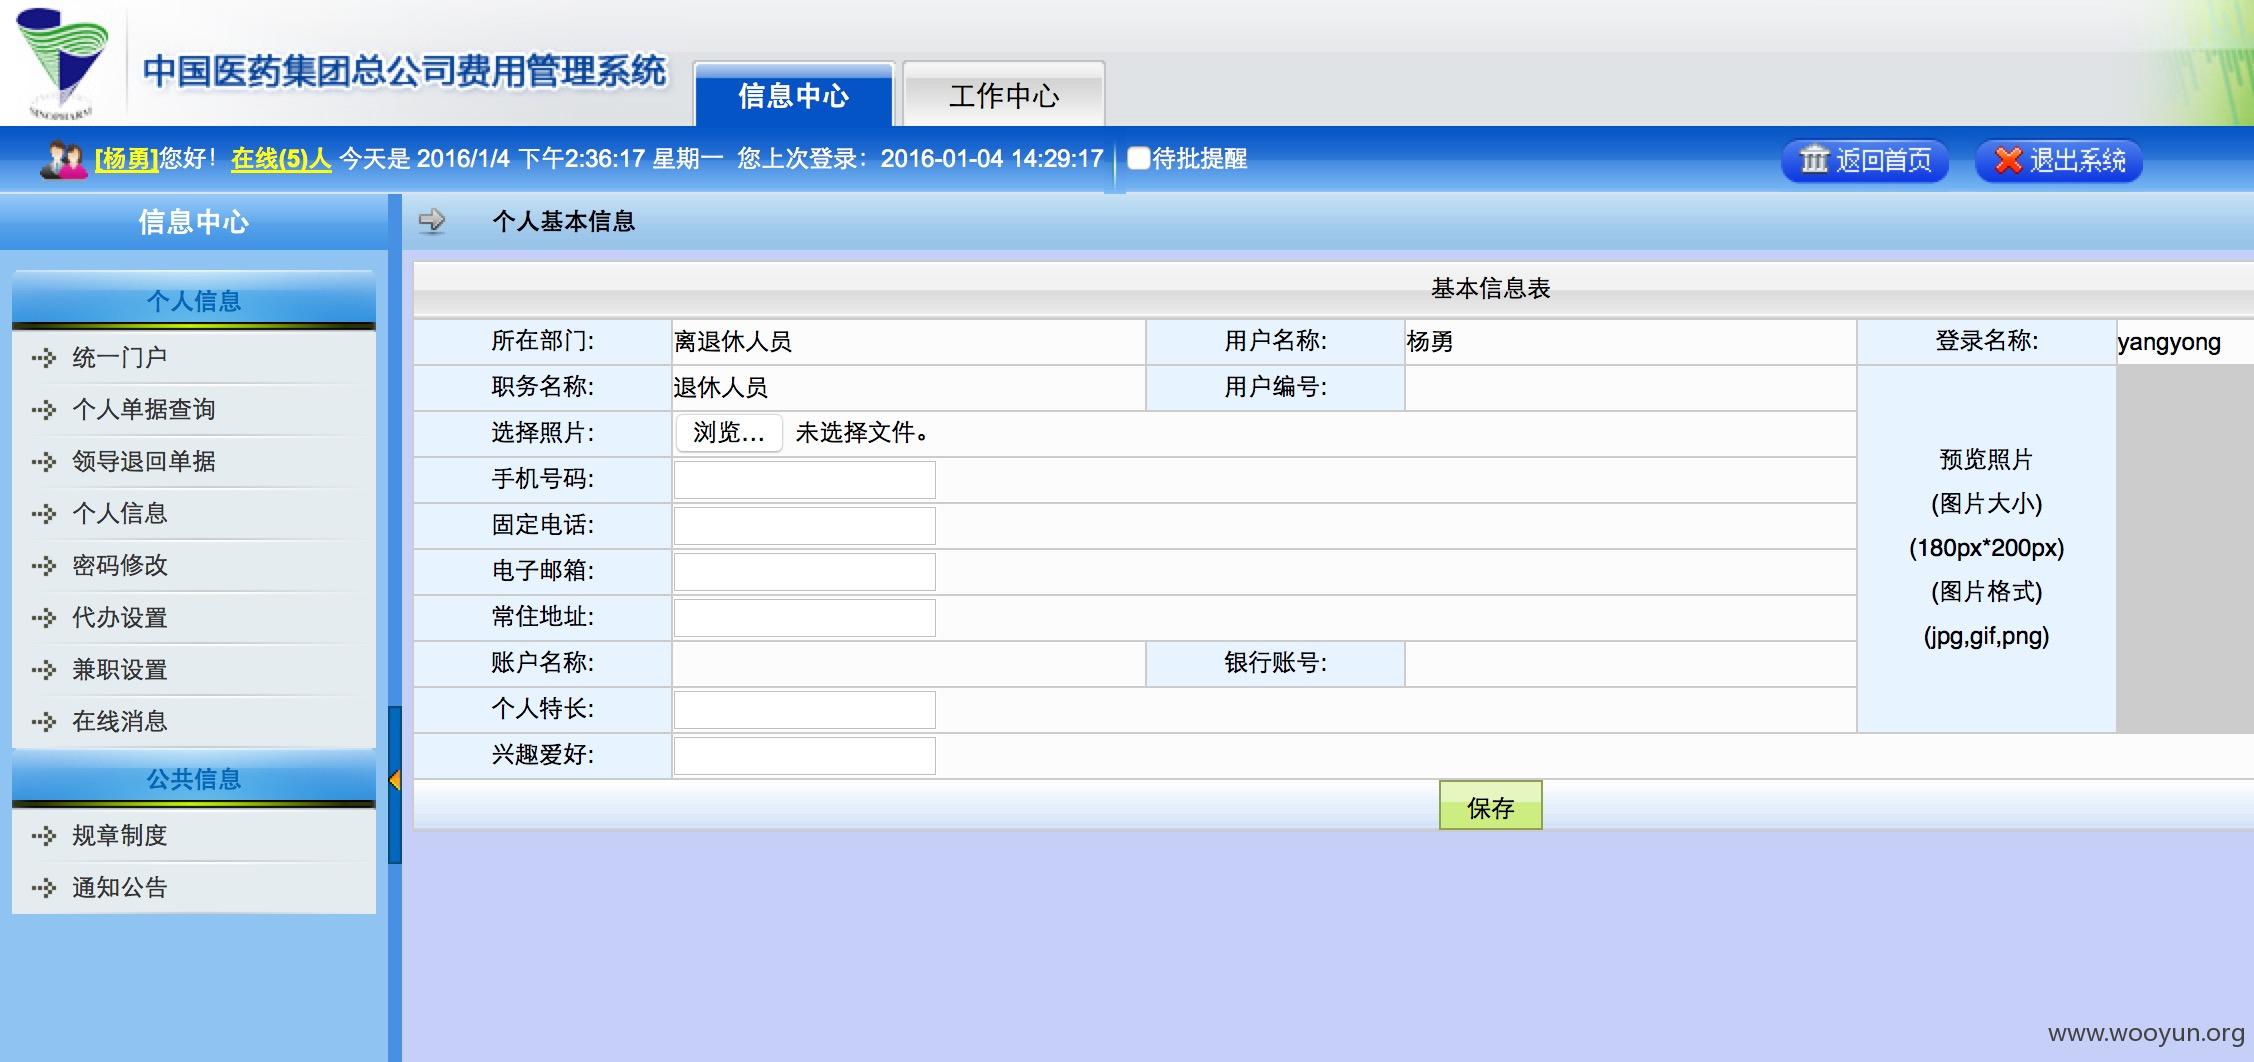 中国医药集团总公司费用管理系统
信息中心
工作中心
SINOPHARM
[杨勇]您好！ 在线(5)人 今天是 2016/1/4 下午2:36:17 星期一 您上次登录：2016-01-04 14:29:17 待批提醒
返回首页
退出系统
信息中心
个人基本信息
个人信息
统一门户
个人单据查询
领导退回单据
个人信息
密码修改
代办设置
兼职设置
在线消息
公共信息
规章制度
通知公告
基本信息表
所在部门: 离退休人员 用户名称: 杨勇 登录名称: yangyong
职务名称: 退休人员 用户编号:
选择照片: 浏览... 未选择文件。
手机号码:
固定电话:
电子邮箱:
常住地址:
账户名称: 银行账号:
个人特长:
兴趣爱好:
预览照片
(图片大小)
(180px*200px)
(图片格式)
(jpg,gif,png)
保存
www.wooyun.org